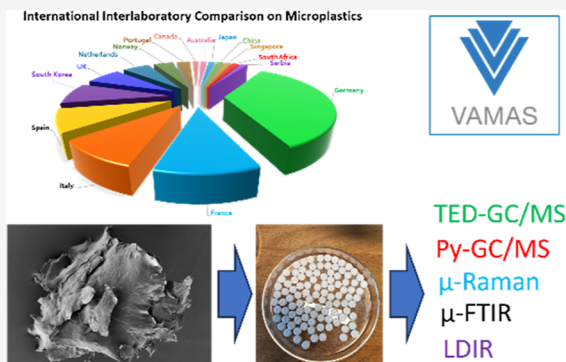 International Interlaboratory Comparison on Microplastics
Canada
Portugal
Australia
Japan
Norway
China
Netherlands
Singapore
UK
South Africa
Serbia
South Korea
Germany
Spain
Italy
France
VAMAS
TED-GC/MS
Py-GC/MS
µ-Raman
µ-FTIR
LDIR